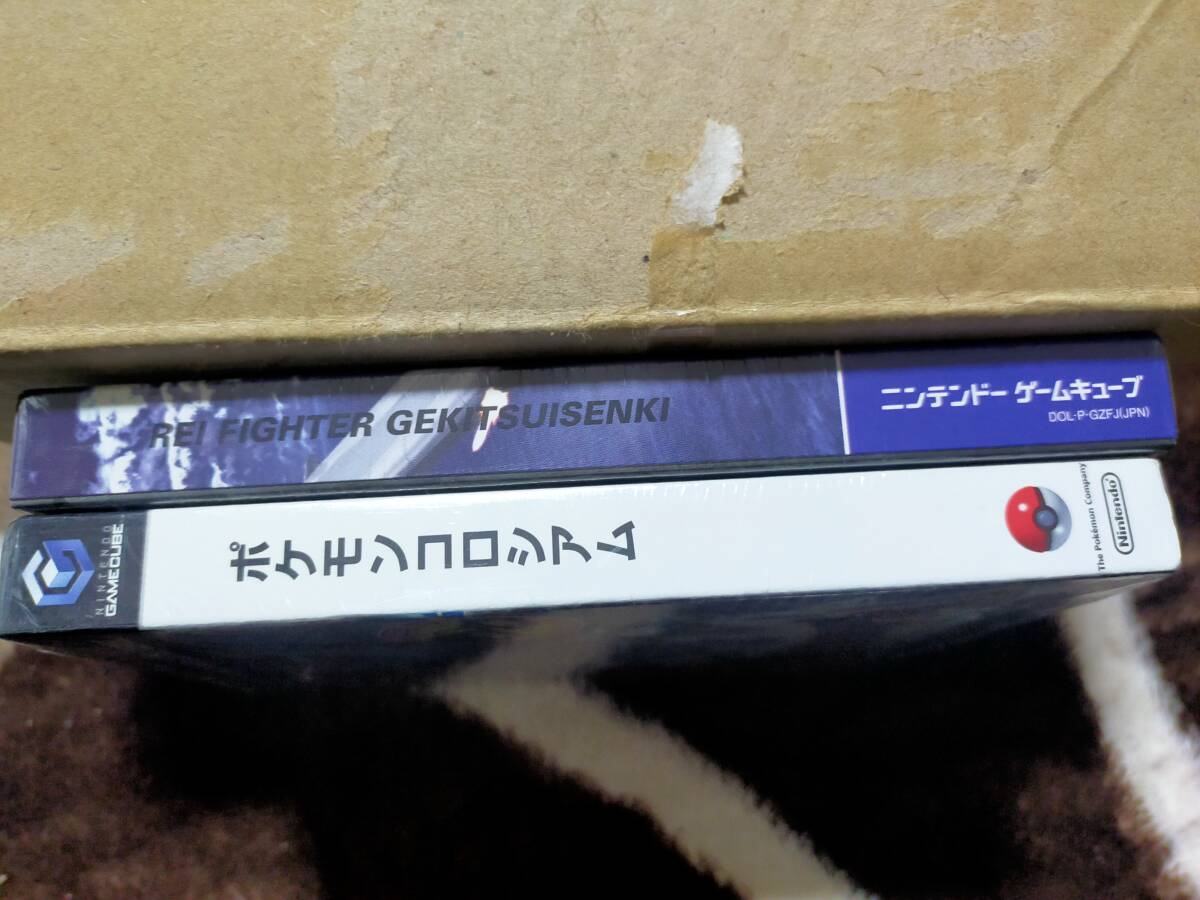 REI FIGHTER GEKITSUISENKI
ニンテンドー ゲームキューブ
DOL-P-GZFJ(JPN)
NINTENDO
GAMECUBE
ポケモンコロシアム
The Pokémon Company
Nintendo